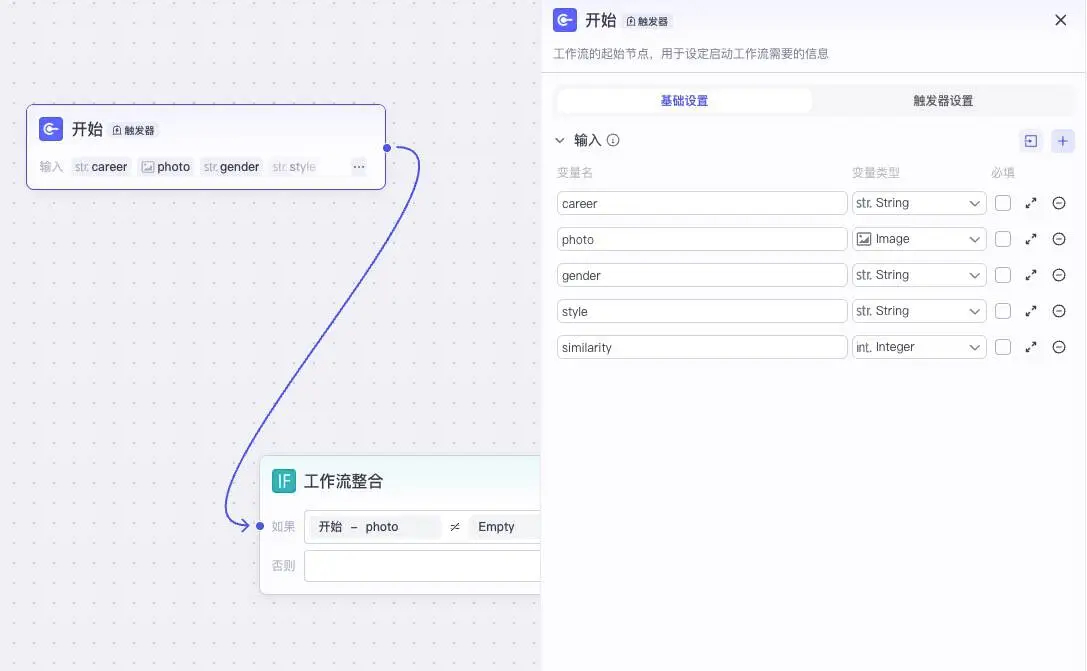 开始 触发器
输入 str. career photo str. gender str. style ...
IF 工作流整合
如果 开始 - photo ≠ Empty
否则
开始 触发器
工作流的起始节点，用于设定启动工作流需要的信息
基础设置 触发器设置
输入
变量名 变量类型 必填
career str. String
photo Image
gender str. String
style str. String
similarity int. Integer